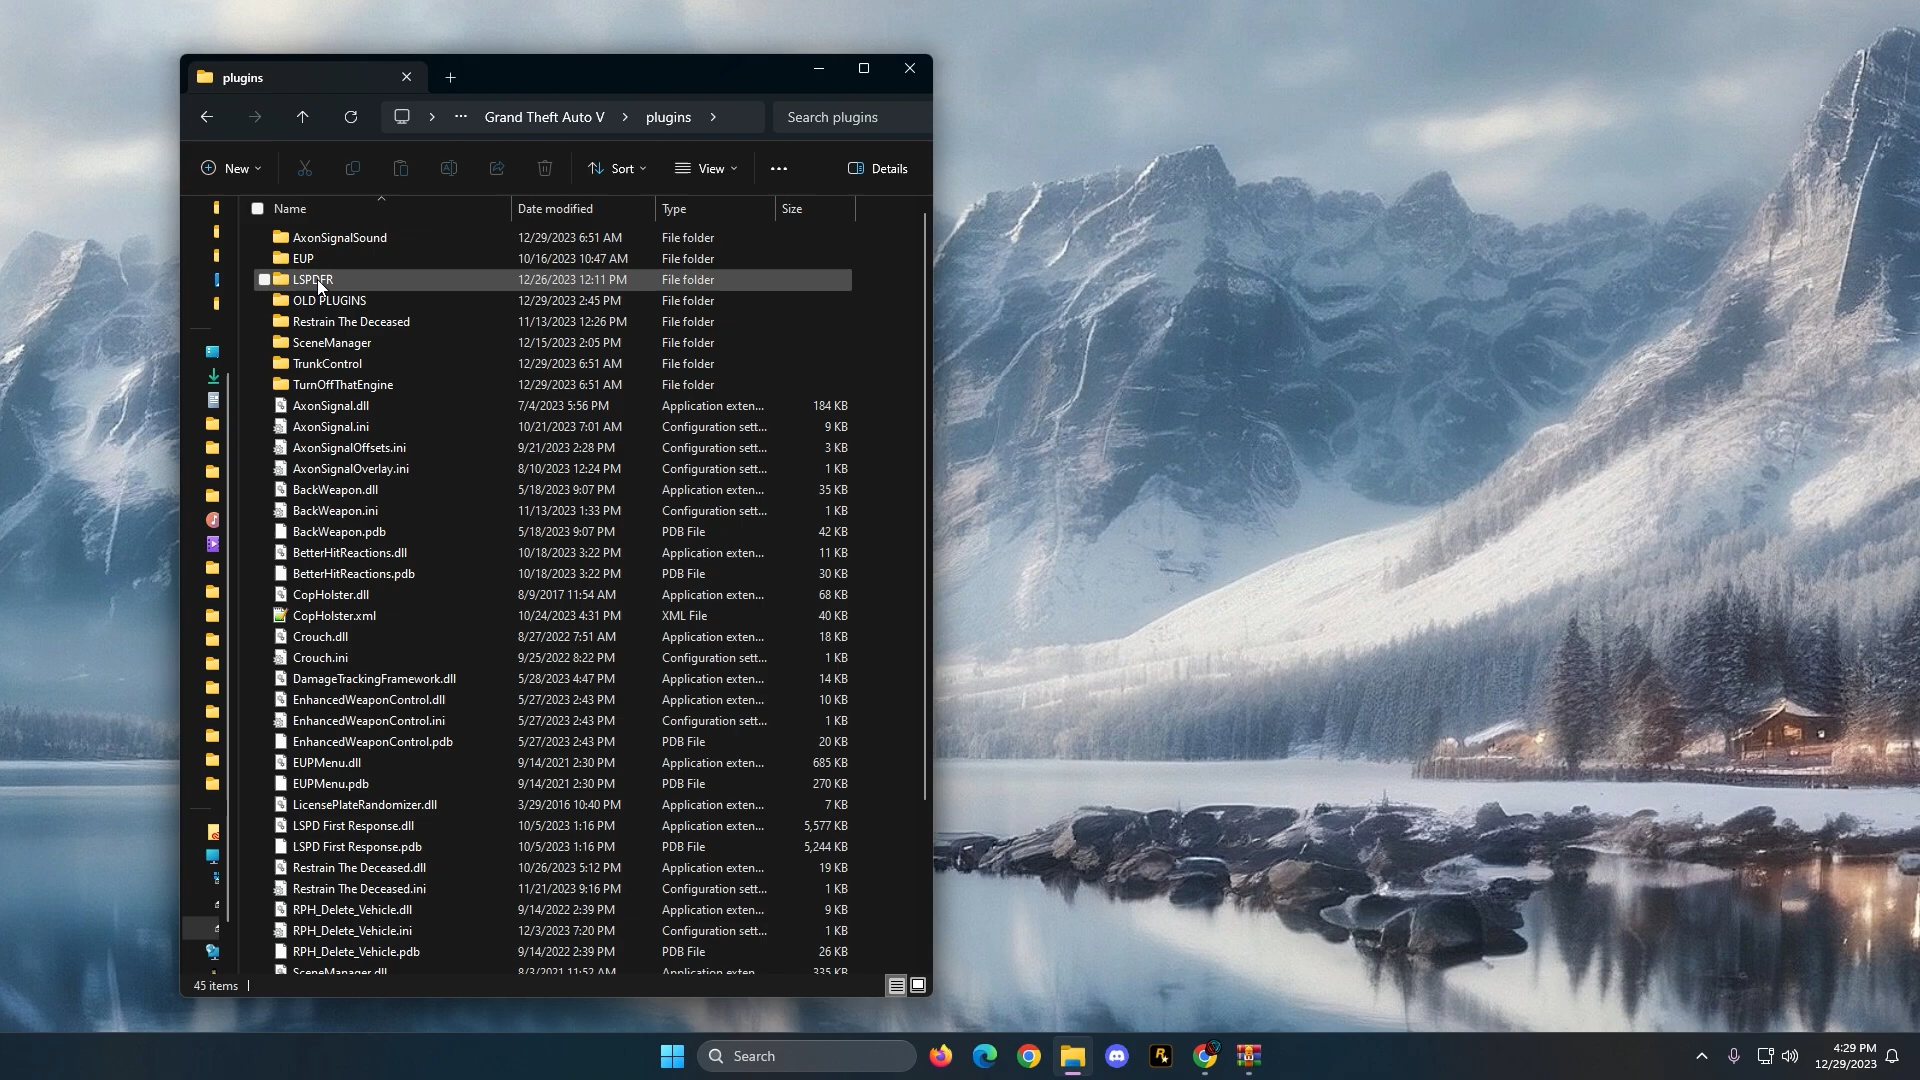 plugins
Grand Theft Auto V plugins Search plugins
New Sort View Details
Name Date modified Type Size
AxonSignalSound 12/29/2023 6:51 AM File folder
EUP 10/16/2023 10:47 AM File folder
LSPDFR 12/26/2023 12:11 PM File folder
OLD PLUGINS 12/29/2023 2:45 PM File folder
Restrain The Deceased 11/13/2023 12:26 PM File folder
SceneManager 12/15/2023 2:05 PM File folder
TrunkControl 12/29/2023 6:51 AM File folder
TurnOffThatEngine 12/29/2023 6:51 AM File folder
AxonSignal.dll 7/4/2023 5:56 PM Application exten... 184 KB
AxonSignal.ini 10/21/2023 7:01 AM Configuration sett... 9 KB
AxonSignalOffsets.ini 9/21/2023 2:28 PM Configuration sett... 3 KB
AxonSignalOverlay.ini 8/10/2023 12:24 PM Configuration sett... 1 KB
BackWeapon.dll 5/18/2023 9:07 PM Application exten... 35 KB
BackWeapon.ini 11/13/2023 1:33 PM Configuration sett... 1 KB
BackWeapon.pdb 5/18/2023 9:07 PM PDB File 42 KB
BetterHitReactions.dll 10/18/2023 3:22 PM Application exten... 11 KB
BetterHitReactions.pdb 10/18/2023 3:22 PM PDB File 30 KB
CopHolster.dll 8/9/2017 11:54 AM Application exten... 68 KB
CopHolster.xml 10/24/2023 4:31 PM XML File 40 KB
Crouch.dll 8/27/2022 7:51 AM Application exten... 18 KB
Crouch.ini 9/25/2022 8:22 PM Configuration sett... 1 KB
DamageTrackingFramework.dll 5/28/2023 4:47 PM Application exten... 14 KB
EnhancedWeaponControl.dll 5/27/2023 2:43 PM Application exten... 10 KB
EnhancedWeaponControl.ini 5/27/2023 2:43 PM Configuration sett... 1 KB
EnhancedWeaponControl.pdb 5/27/2023 2:43 PM PDB File 20 KB
EUPMenu.dll 9/14/2021 2:30 PM Application exten... 685 KB
EUPMenu.pdb 9/14/2021 2:30 PM PDB File 270 KB
LicensePlateRandomizer.dll 3/29/2016 10:40 PM Application exten... 7 KB
LSPD First Response.dll 10/5/2023 1:16 PM Application exten... 5,577 KB
LSPD First Response.pdb 10/5/2023 1:16 PM PDB File 5,244 KB
Restrain The Deceased.dll 10/26/2023 5:12 PM Application exten... 19 KB
Restrain The Deceased.ini 11/21/2023 9:16 PM Configuration sett... 1 KB
RPH_Delete_Vehicle.dll 9/14/2022 2:39 PM Application exten... 9 KB
RPH_Delete_Vehicle.ini 12/3/2023 7:20 PM Configuration sett... 1 KB
RPH_Delete_Vehicle.pdb 9/14/2022 2:39 PM PDB File 26 KB
SceneManager.dll 8/3/2021 11:52 AM Application exten... 335 KB
45 items
Search
4:29 PM
12/29/2023